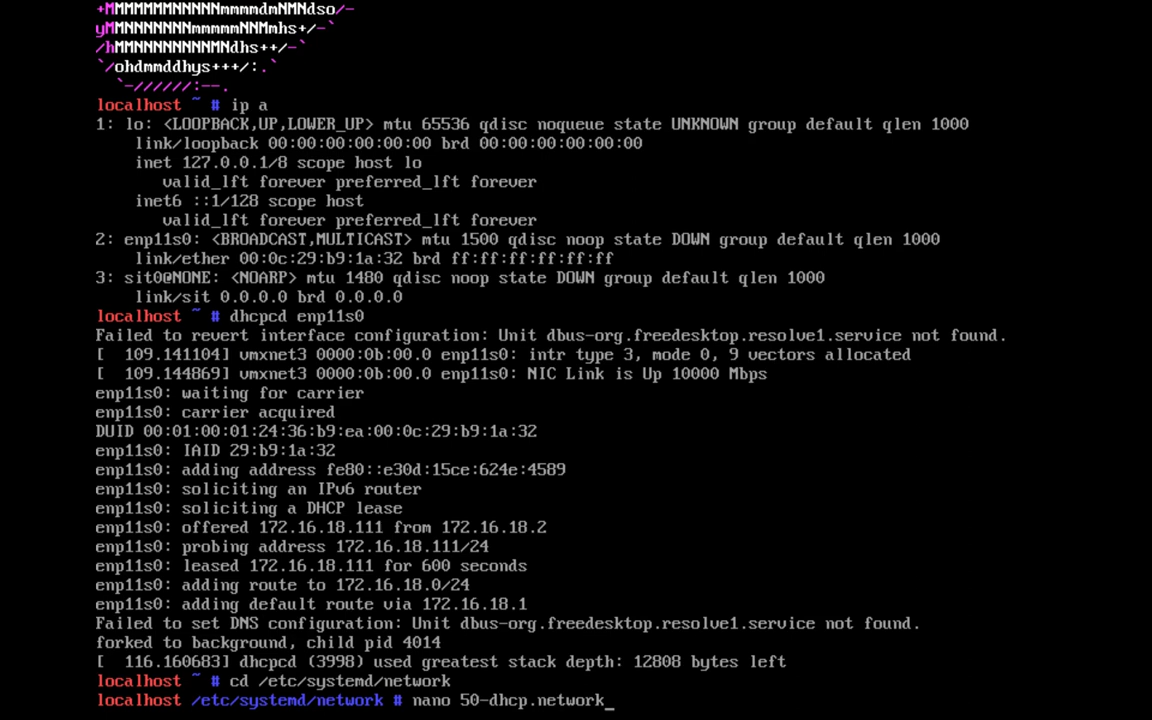 +MMMMMMMNNNNNmmmmdmNMNdso/-
yMMNNNNNNNNmmmmmNNMmhs+/-`
/hMMNNNNNNNNNMNdhs++/-`
`/ohdmmddhys+++/:.`
`-//////:--.
localhost ~ # ip a
1: lo: <LOOPBACK,UP,LOWER_UP> mtu 65536 qdisc noqueue state UNKNOWN group default qlen 1000
link/loopback 00:00:00:00:00:00 brd 00:00:00:00:00:00
inet 127.0.0.1/8 scope host lo
valid_lft forever preferred_lft forever
inet6 ::1/128 scope host
valid_lft forever preferred_lft forever
2: enp11s0: <BROADCAST,MULTICAST> mtu 1500 qdisc noop state DOWN group default qlen 1000
link/ether 00:0c:29:b9:1a:32 brd ff:ff:ff:ff:ff:ff
3: sit0@NONE: <NOARP> mtu 1480 qdisc noop state DOWN group default qlen 1000
link/sit 0.0.0.0 brd 0.0.0.0
localhost ~ # dhcpcd enp11s0
Failed to revert interface configuration: Unit dbus-org.freedesktop.resolve1.service not found.
[  109.141104] vmxnet3 0000:0b:00.0 enp11s0: intr type 3, mode 0, 9 vectors allocated
[  109.144869] vmxnet3 0000:0b:00.0 enp11s0: NIC Link is Up 10000 Mbps
enp11s0: waiting for carrier
enp11s0: carrier acquired
DUID 00:01:00:01:24:36:b9:ea:00:0c:29:b9:1a:32
enp11s0: IAID 29:b9:1a:32
enp11s0: adding address fe80::e30d:15ce:624e:4589
enp11s0: soliciting an IPv6 router
enp11s0: soliciting a DHCP lease
enp11s0: offered 172.16.18.111 from 172.16.18.2
enp11s0: probing address 172.16.18.111/24
enp11s0: leased 172.16.18.111 for 600 seconds
enp11s0: adding route to 172.16.18.0/24
enp11s0: adding default route via 172.16.18.1
Failed to set DNS configuration: Unit dbus-org.freedesktop.resolve1.service not found.
forked to background, child pid 4014
[  116.160683] dhcpcd (3998) used greatest stack depth: 12808 bytes left
localhost ~ # cd /etc/systemd/network
localhost /etc/systemd/network # nano 50-dhcp.network_